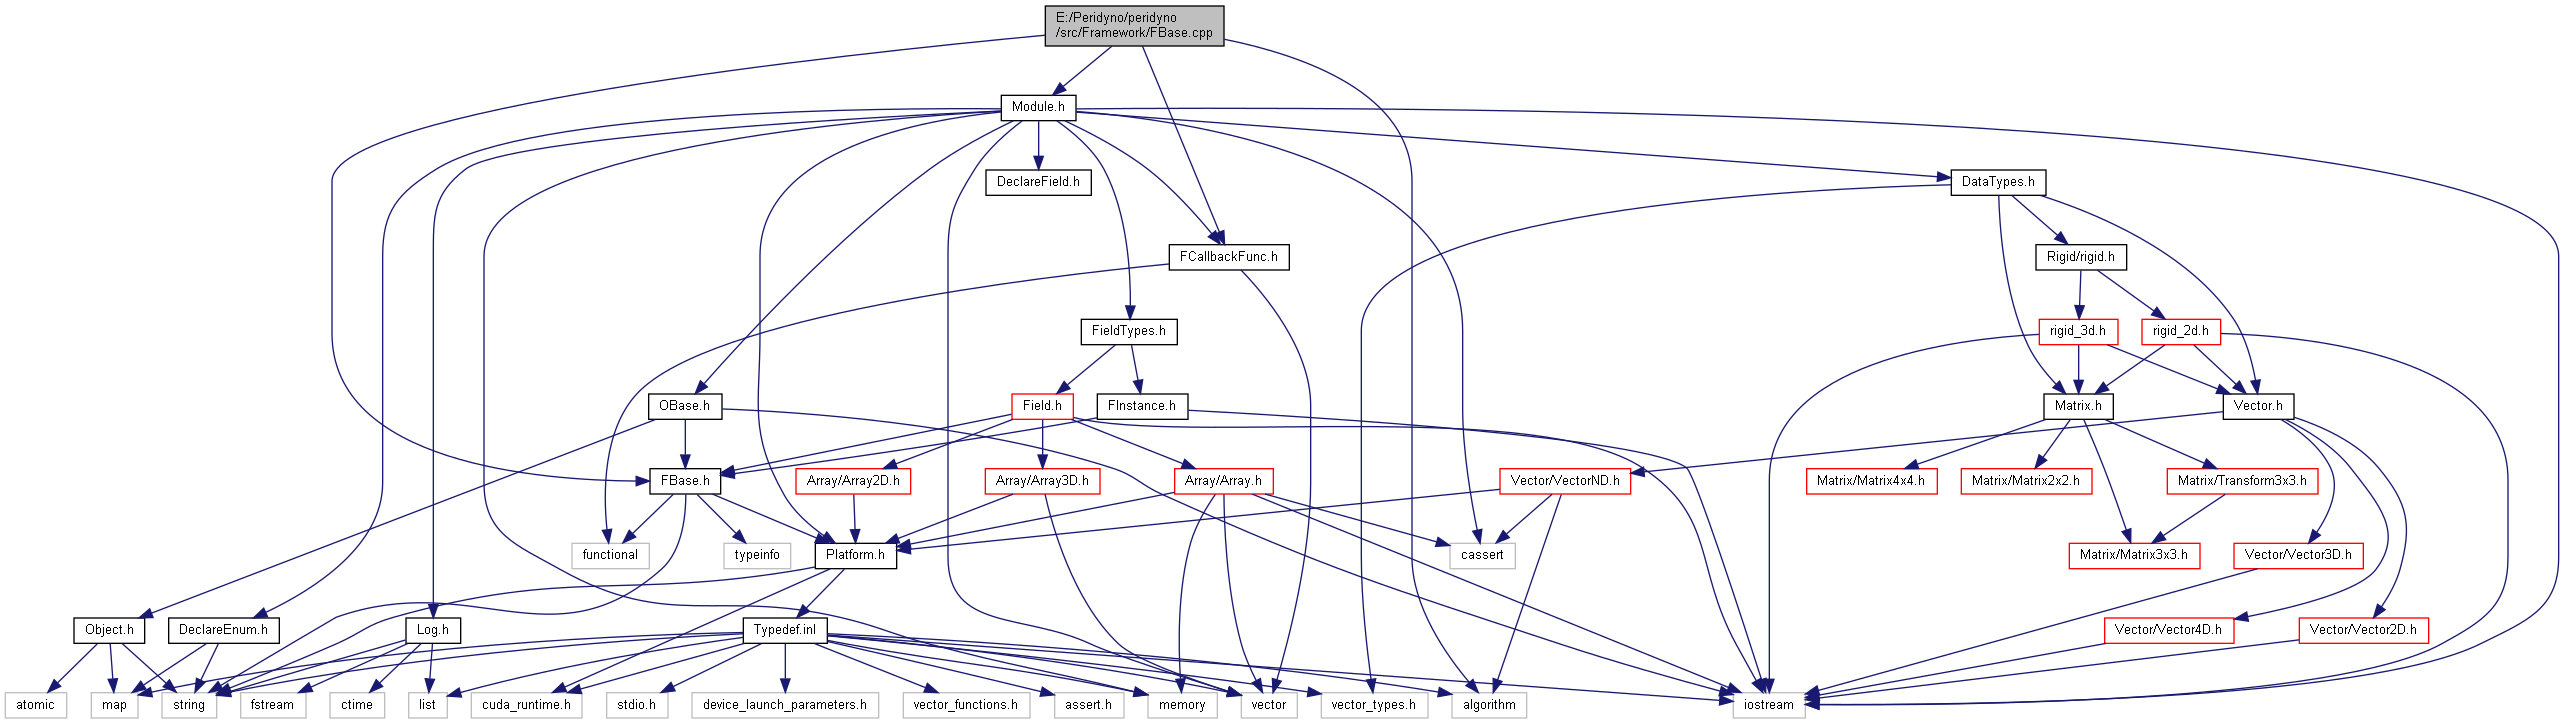 E:/Peridyno/peridyno
/src/Framework/FBase.cpp
Module.h
DeclareField.h
DataTypes.h
FCallbackFunc.h
Rigid/rigid.h
FieldTypes.h
rigid_3d.h
rigid_2d.h
OBase.h
Field.h
FInstance.h
Matrix.h
Vector.h
FBase.h
Array/Array2D.h
Array/Array3D.h
Array/Array.h
Vector/VectorND.h
Matrix/Matrix4x4.h
Matrix/Matrix2x2.h
Matrix/Transform3x3.h
functional
typeinfo
Platform.h
cassert
Matrix/Matrix3x3.h
Vector/Vector3D.h
Object.h
DeclareEnum.h
Log.h
Typedef.inl
Vector/Vector4D.h
Vector/Vector2D.h
atomic
map
string
fstream
ctime
list
cuda_runtime.h
stdio.h
device_launch_parameters.h
vector_functions.h
assert.h
memory
vector
vector_types.h
algorithm
iostream